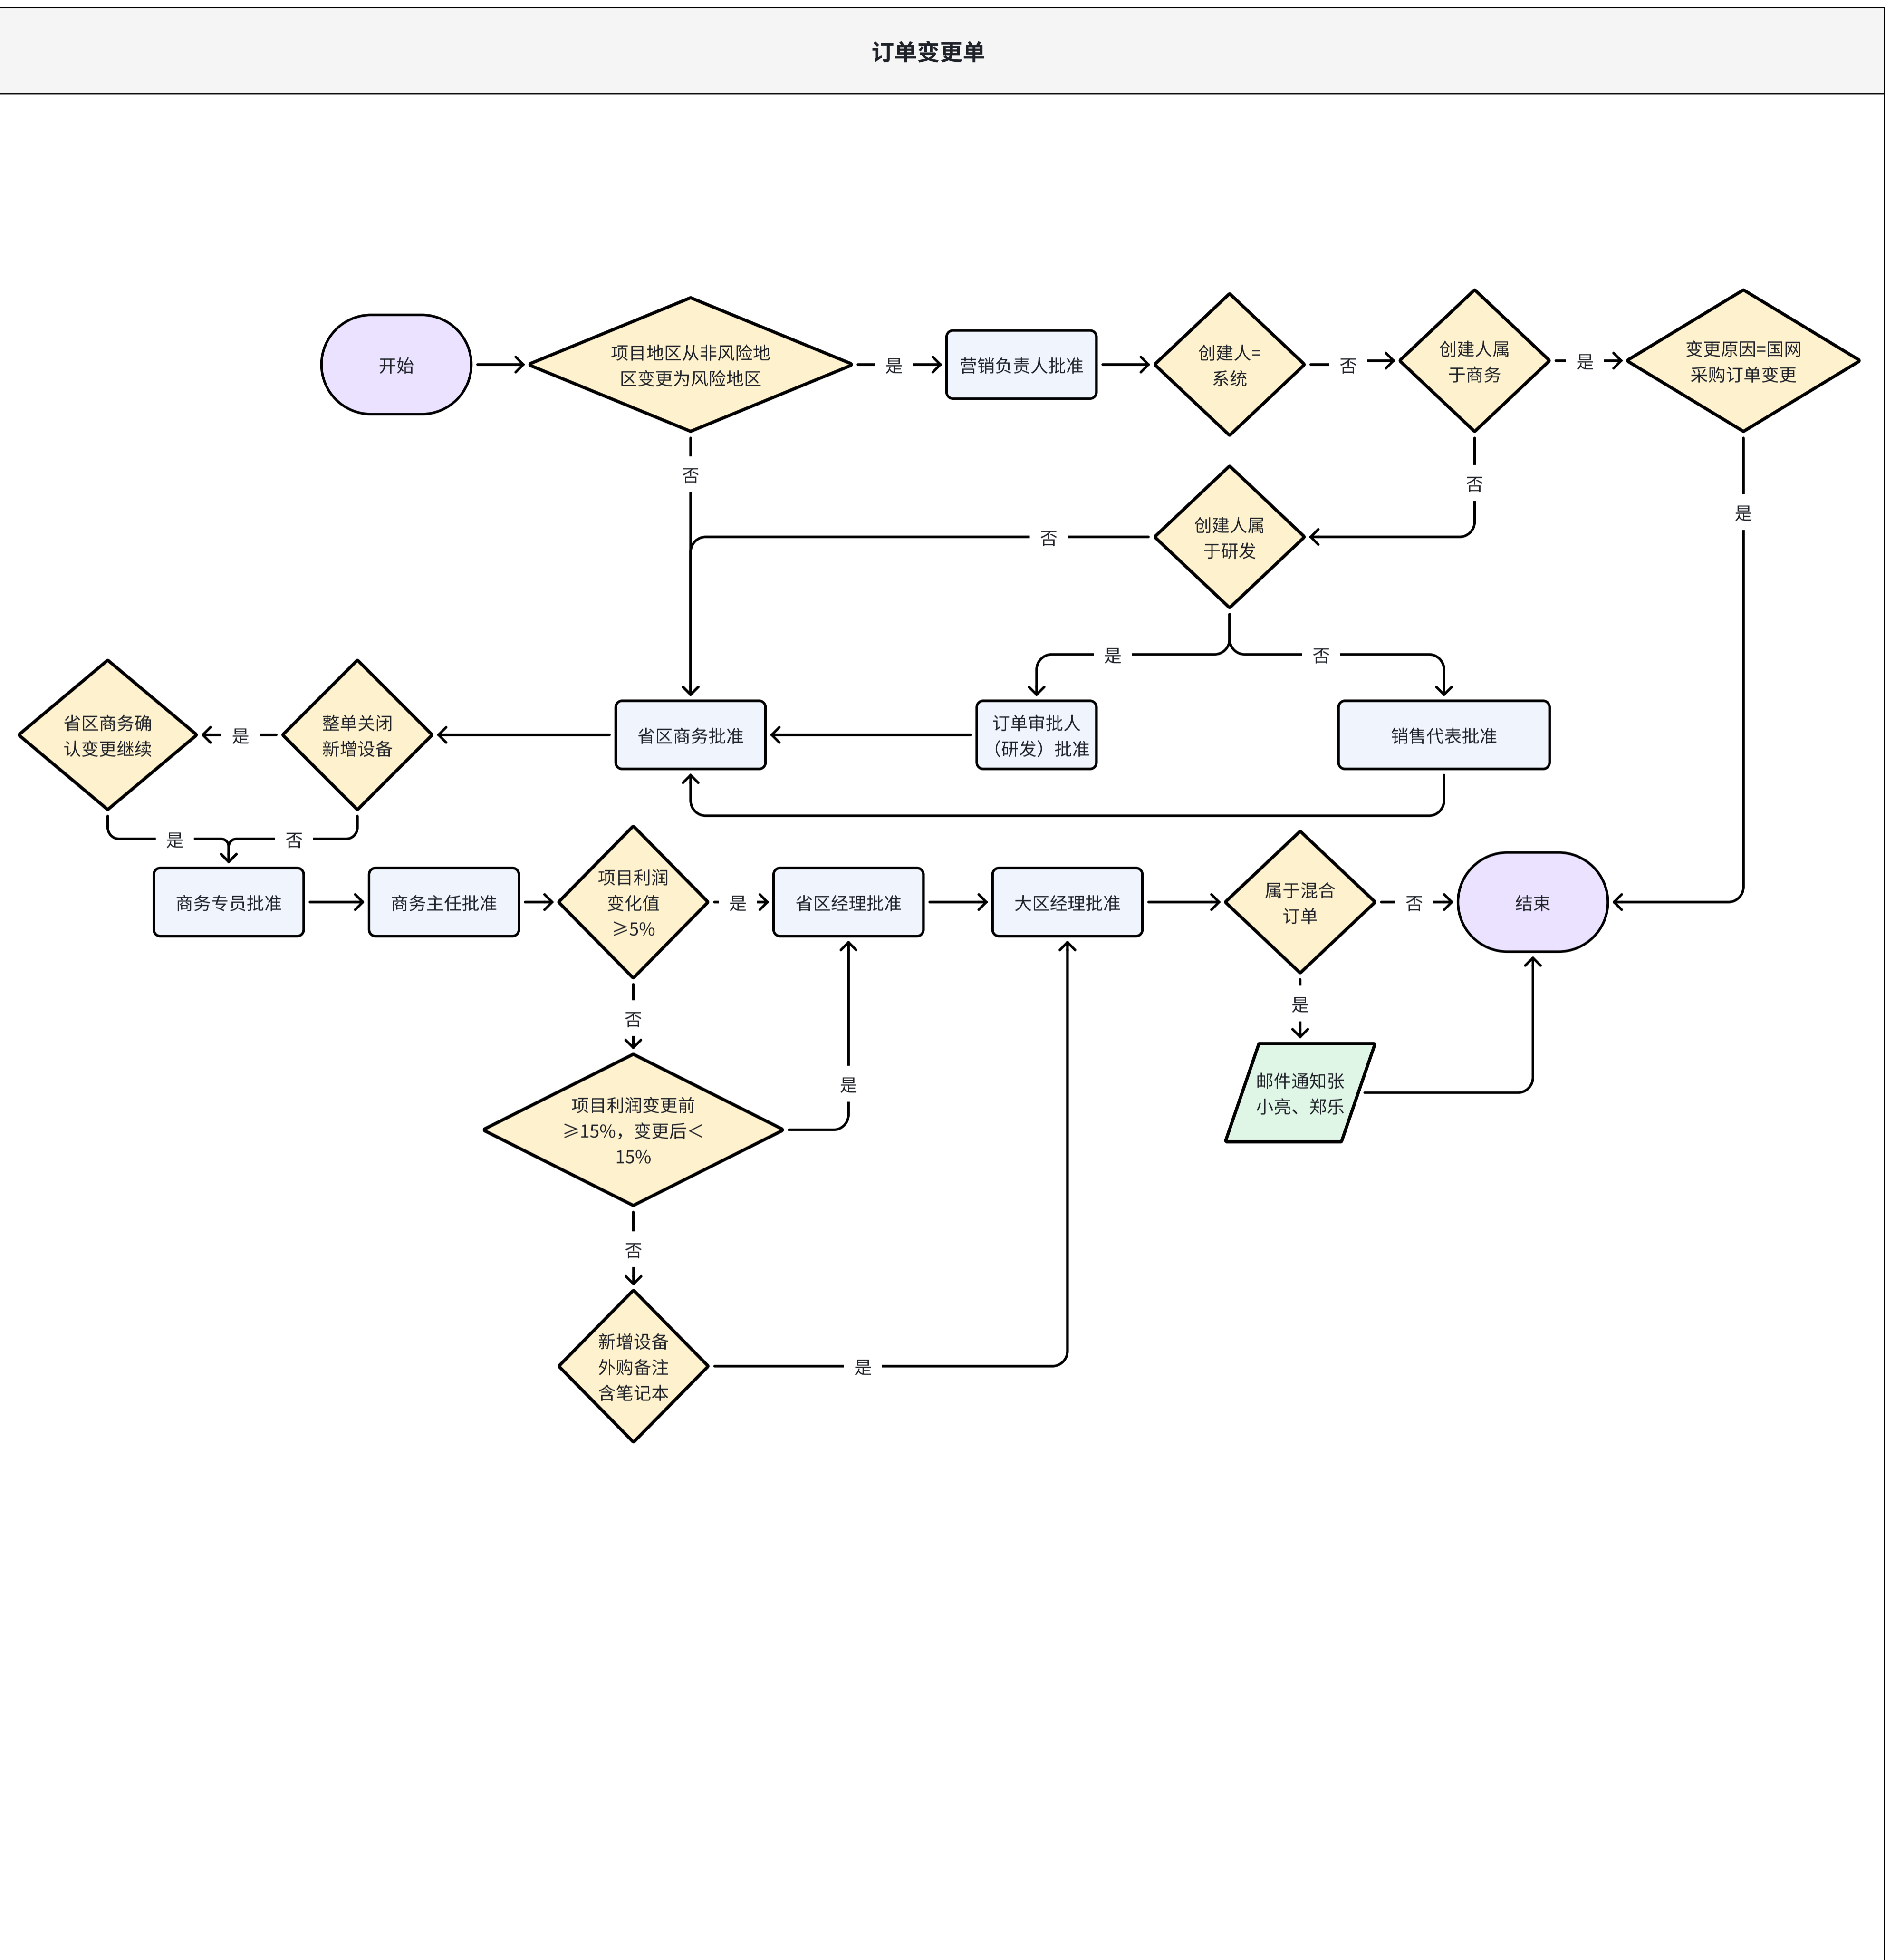 订单变更单
开始
项目地区从非风险地
区变更为风险地区
是
营销负责人批准
创建人=
系统
否
创建人属
于商务
是
变更原因=国网
采购订单变更
否
否
是
创建人属
于研发
否
是
否
省区商务确
认变更继续
是
整单关闭
新增设备
省区商务批准
订单审批人
（研发）批准
销售代表批准
是
否
商务专员批准
商务主任批准
项目利润
变化值
≥5%
是
省区经理批准
大区经理批准
属于混合
订单
否
结束
否
是
是
邮件通知张
小亮、郑乐
项目利润变更前
≥15%，变更后＜
15%
否
新增设备
外购备注
含笔记本
是